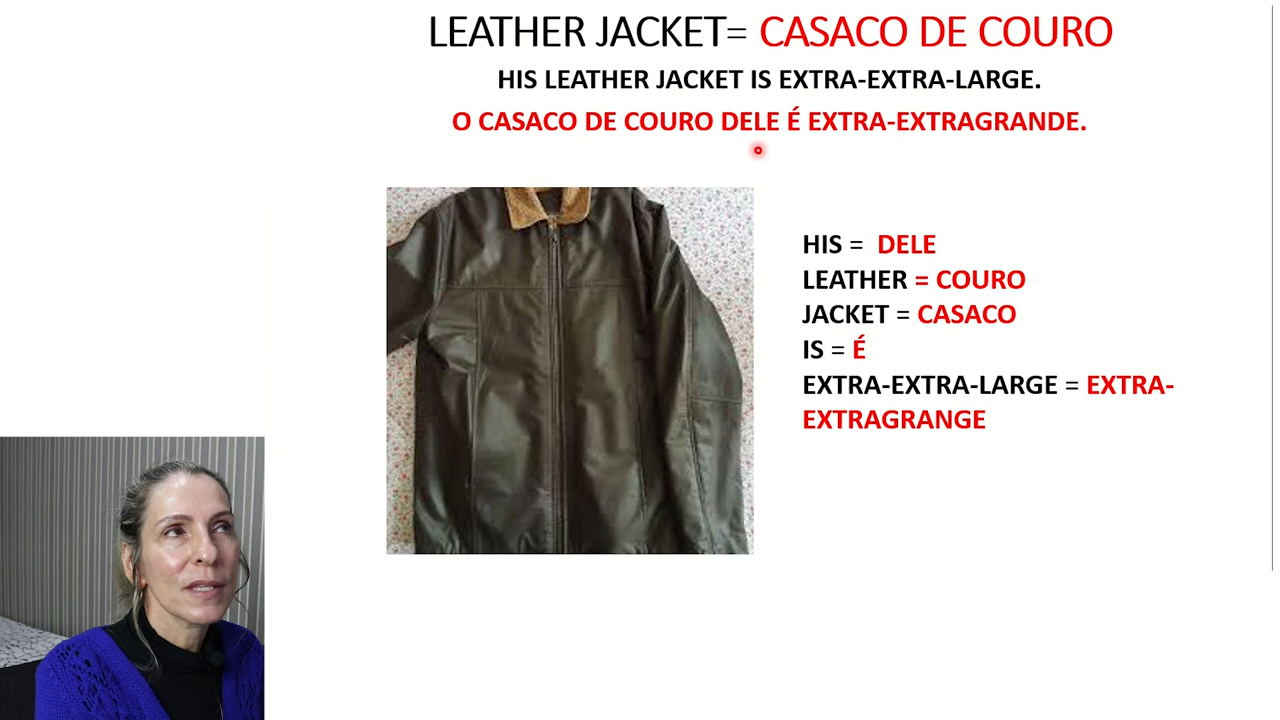 LEATHER JACKET= CASACO DE COURO
HIS LEATHER JACKET IS EXTRA-EXTRA-LARGE.
O CASACO DE COURO DELE É EXTRA-EXTRAGRANDE.
HIS = DELE
LEATHER = COURO
JACKET = CASACO
IS = É
EXTRA-EXTRA-LARGE = EXTRA-
EXTRAGRANGE